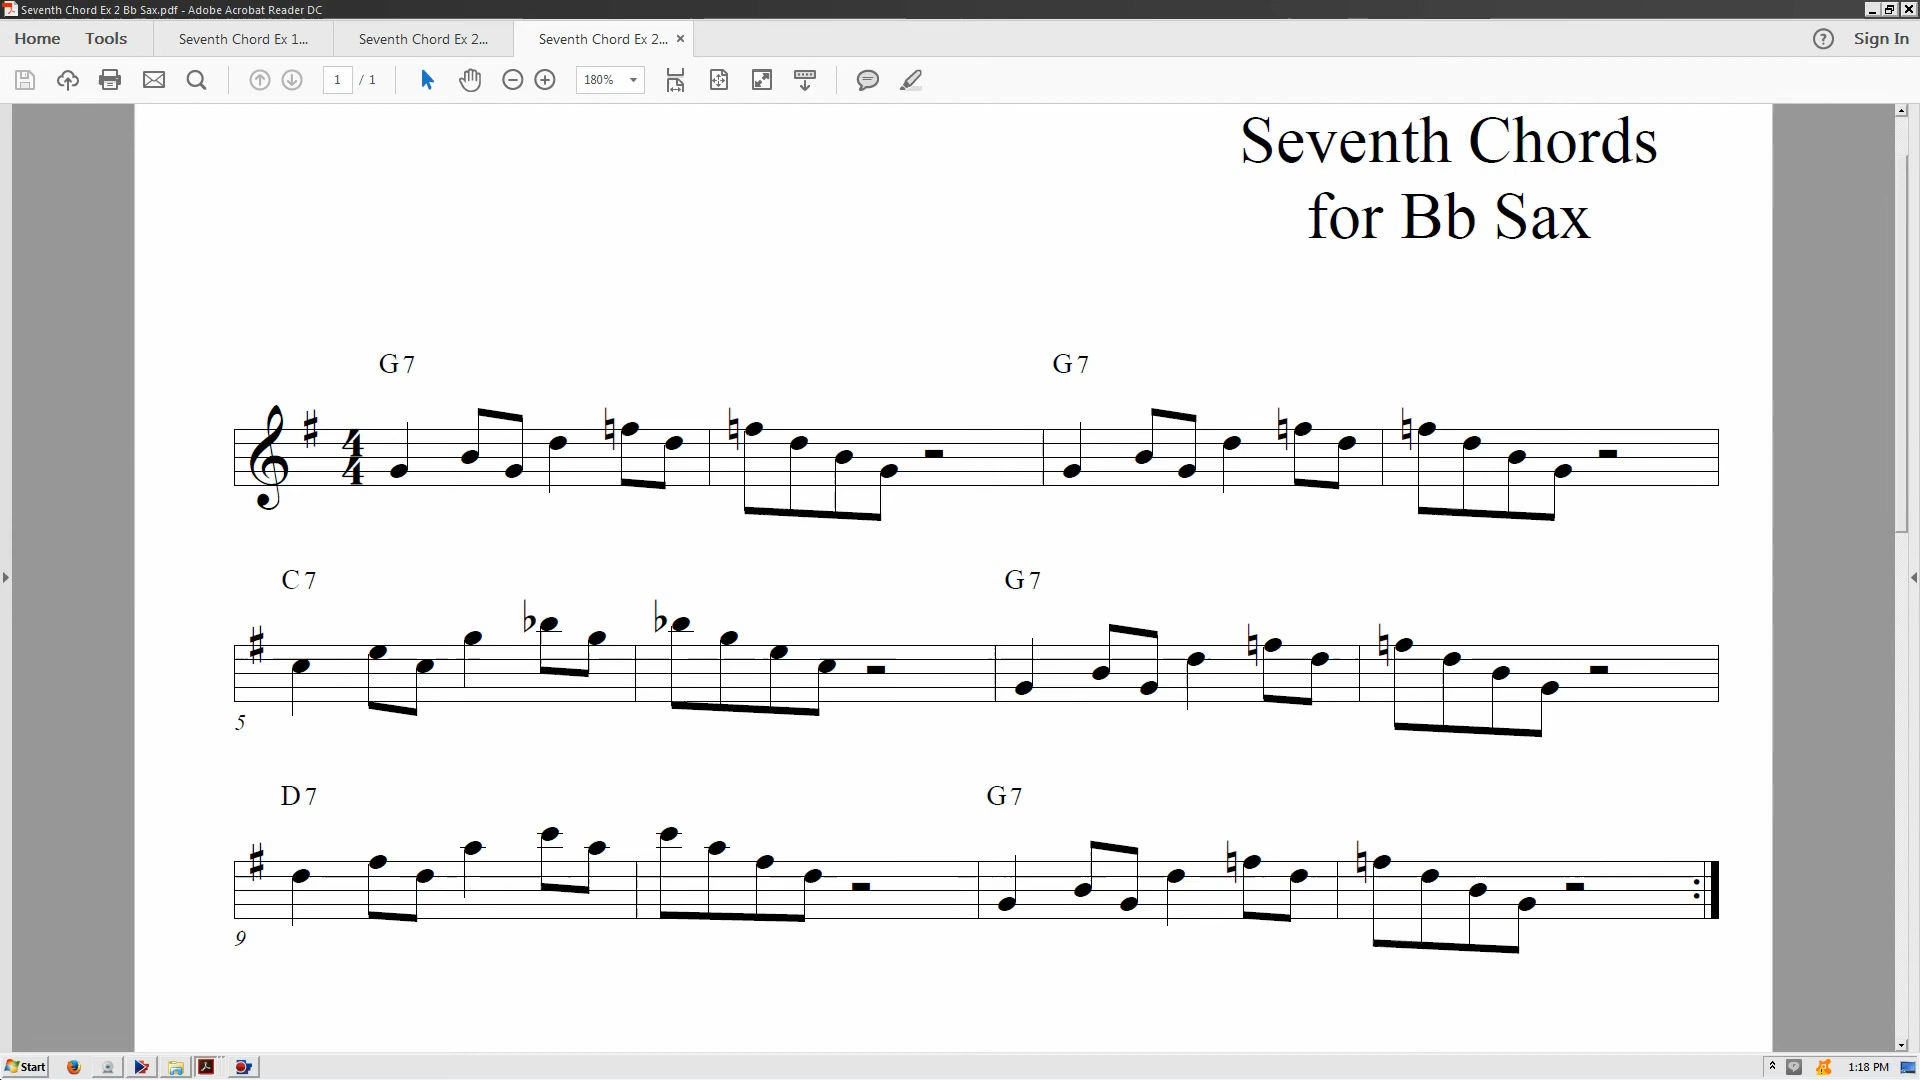 Seventh Chord Ex 2 Bb Sax.pdf - Adobe Acrobat Reader DC
Home Tools Seventh Chord Ex 1... Seventh Chord Ex 2... Seventh Chord Ex 2... × Sign In
1 / 1 180%
Seventh Chords
for Bb Sax
G7 G7
4
4
C7 G7
5
D7 G7
9
Start 1:18 PM